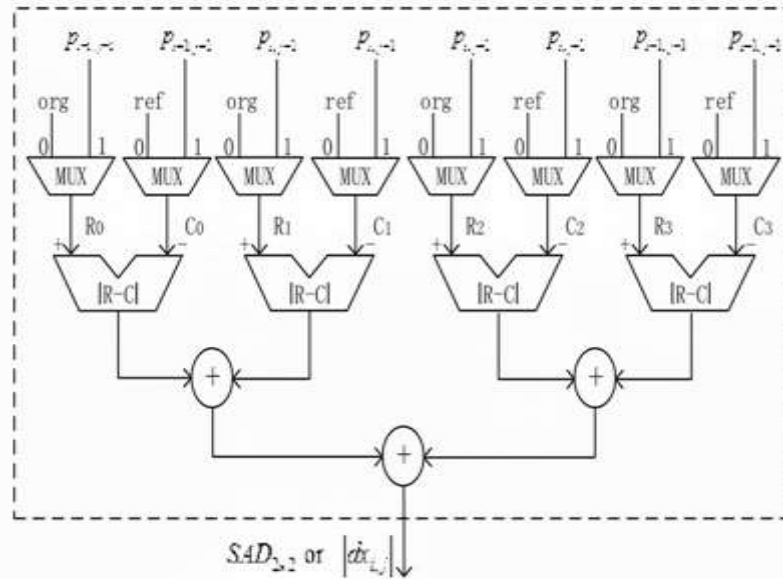 org ref org ref org ref org ref
0 1 0 1 0 1 0 1 0 1 0 1 0 1 0 1
MUX MUX MUX MUX MUX MUX MUX MUX
R0 C0 R1 C1 R2 C2 R3 C3
+ − + − + − + −
|R-C| |R-C| |R-C| |R-C|
+ +
+
SAD2x2 or |dxi,j|